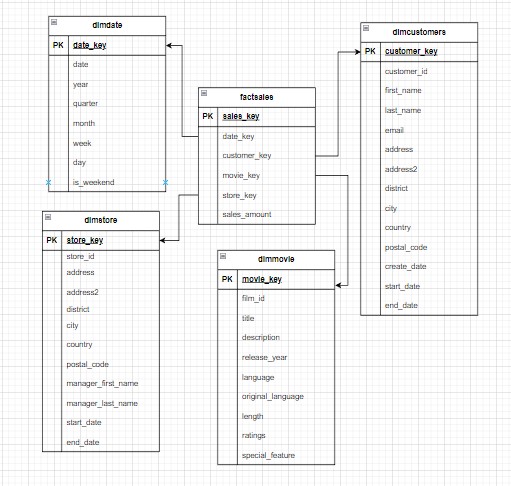 dimdate
PK date_key
date
year
quarter
month
week
day
is_weekend
factsales
PK sales_key
date_key
customer_key
movie_key
store_key
sales_amount
dimcustomers
PK customer_key
customer_id
first_name
last_name
email
address
address2
district
city
country
postal_code
create_date
start_date
end_date
dimstore
PK store_key
store_id
address
address2
district
city
country
postal_code
manager_first_name
manager_last_name
start_date
end_date
dimmovie
PK movie_key
film_id
title
description
release_year
language
original_language
length
ratings
special_feature